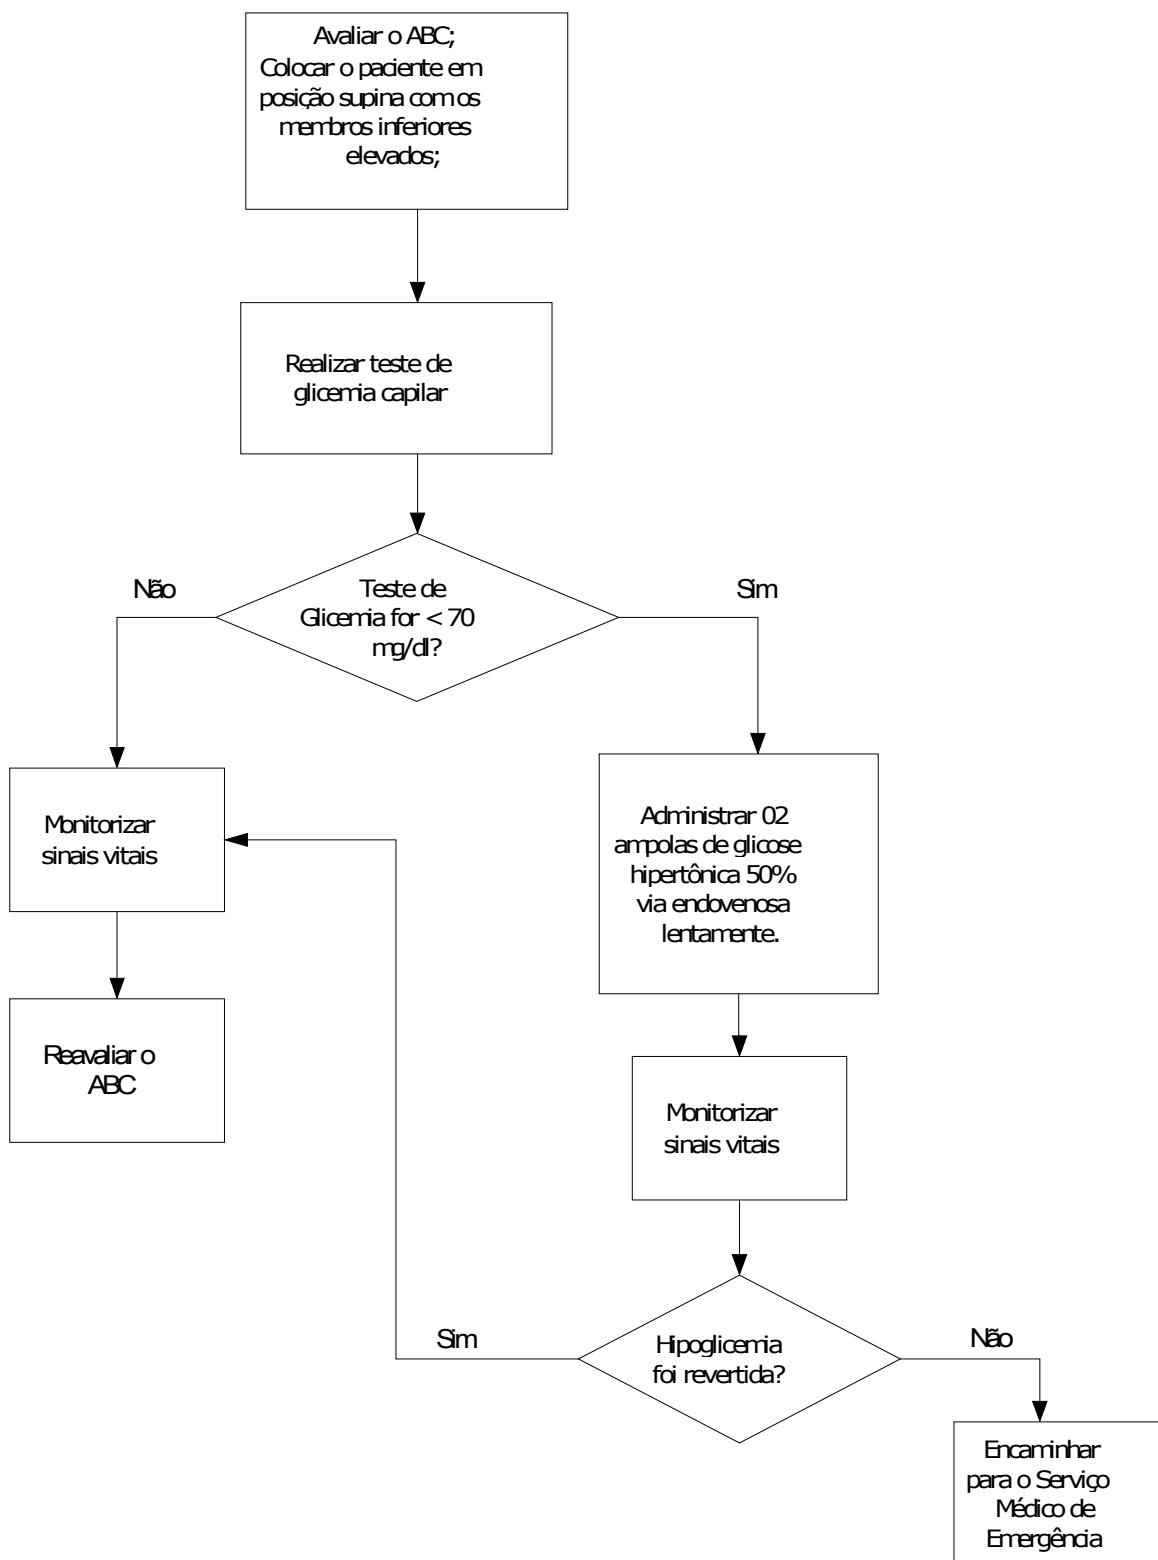 Avaliar o ABC;
Colocar o paciente em
posição supina com os
membros inferiores
elevados;
Realizar teste de
glicemia capilar
Não
Sim
Teste de
Glicemia for < 70
mg/dl?
Monitorizar
sinais vitais
Administrar 02
ampolas de glicose
hipertônica 50%
via endovenosa
lentamente.
Reavaliar o
ABC
Monitorizar
sinais vitais
Sim
Não
Hipoglicemia
foi revertida?
Encaminhar
para o Serviço
Médico de
Emergência